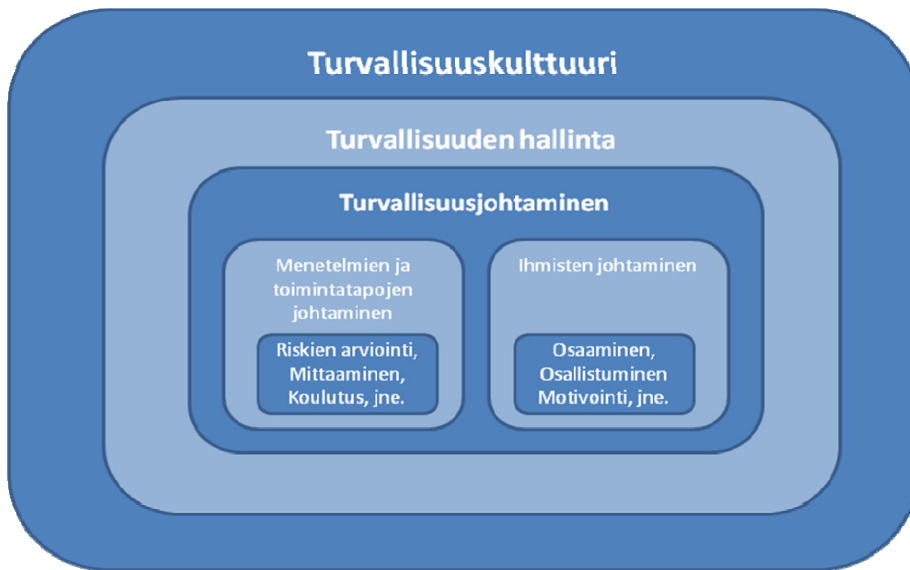 Turvallisuuskulttuuri
Turvallisuuden hallinta
Turvallisuusjohtaminen
Menetelmien ja
toimintatapojen
johtaminen
Riskien arviointi,
Mittaaminen,
Koulutus, jne.
Ihmisten johtaminen
Osaaminen,
Osallistuminen
Motivointi, jne.